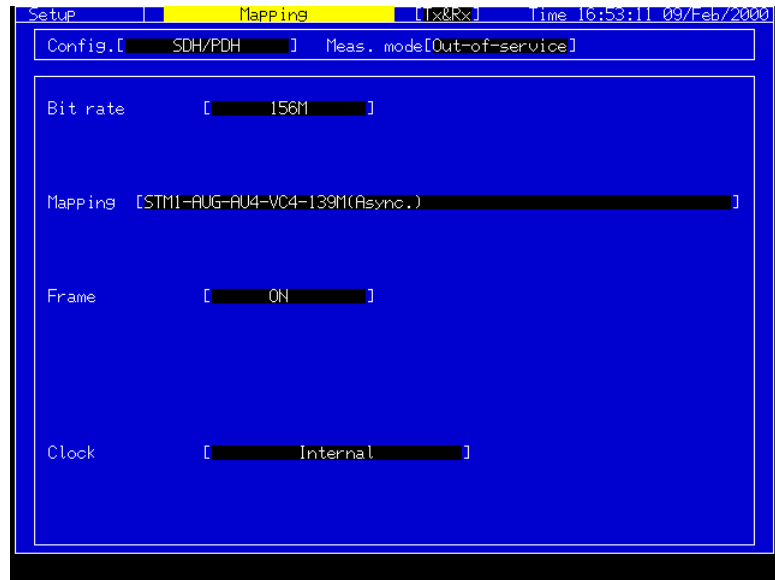 Setup Mapping [Tx&Rx] Time 16:53:11 09/Feb/2000
Config.[ SDH/PDH ] Meas. mode[Out-of-service]
Bit rate [ 156M ]
Mapping [STM1-AUG-AU4-VC4-139M(Async.) ]
Frame [ ON ]
Clock [ Internal ]